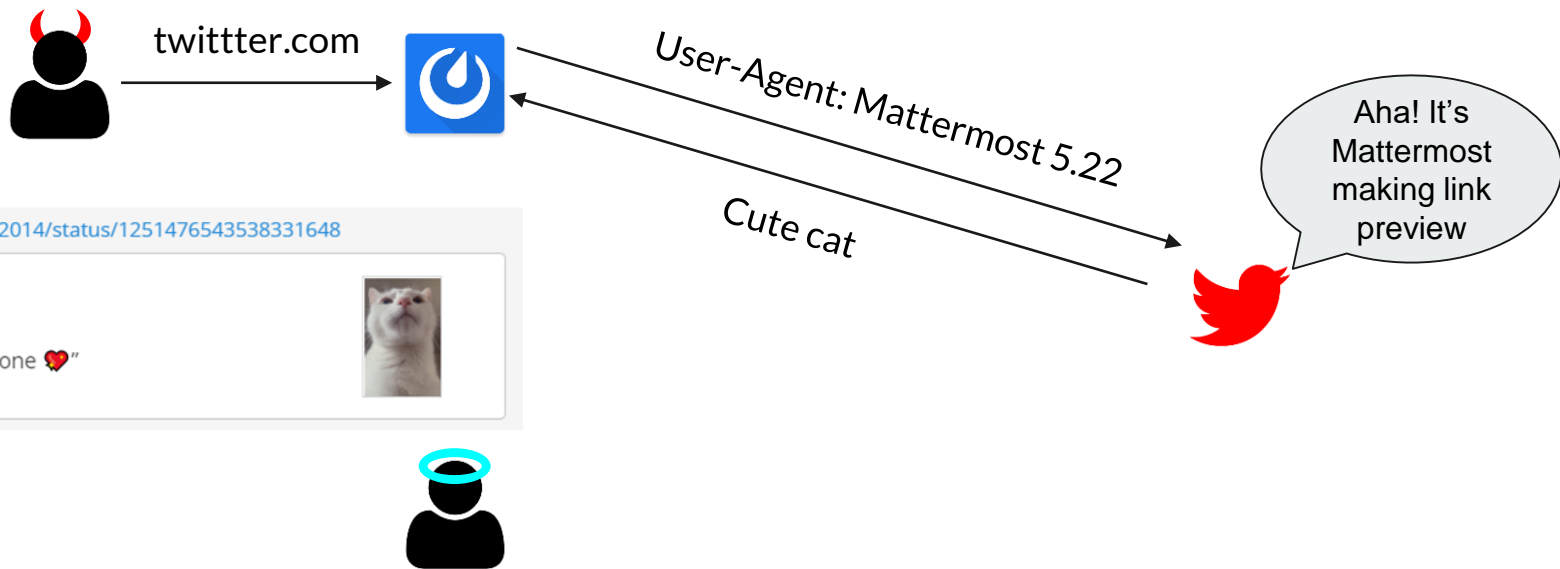 twittter.com
User-Agent: Mattermost 5.22
Aha! It’s
Mattermost
making link
preview
Cute cat
2014/status/1251476543538331648
one 💖”